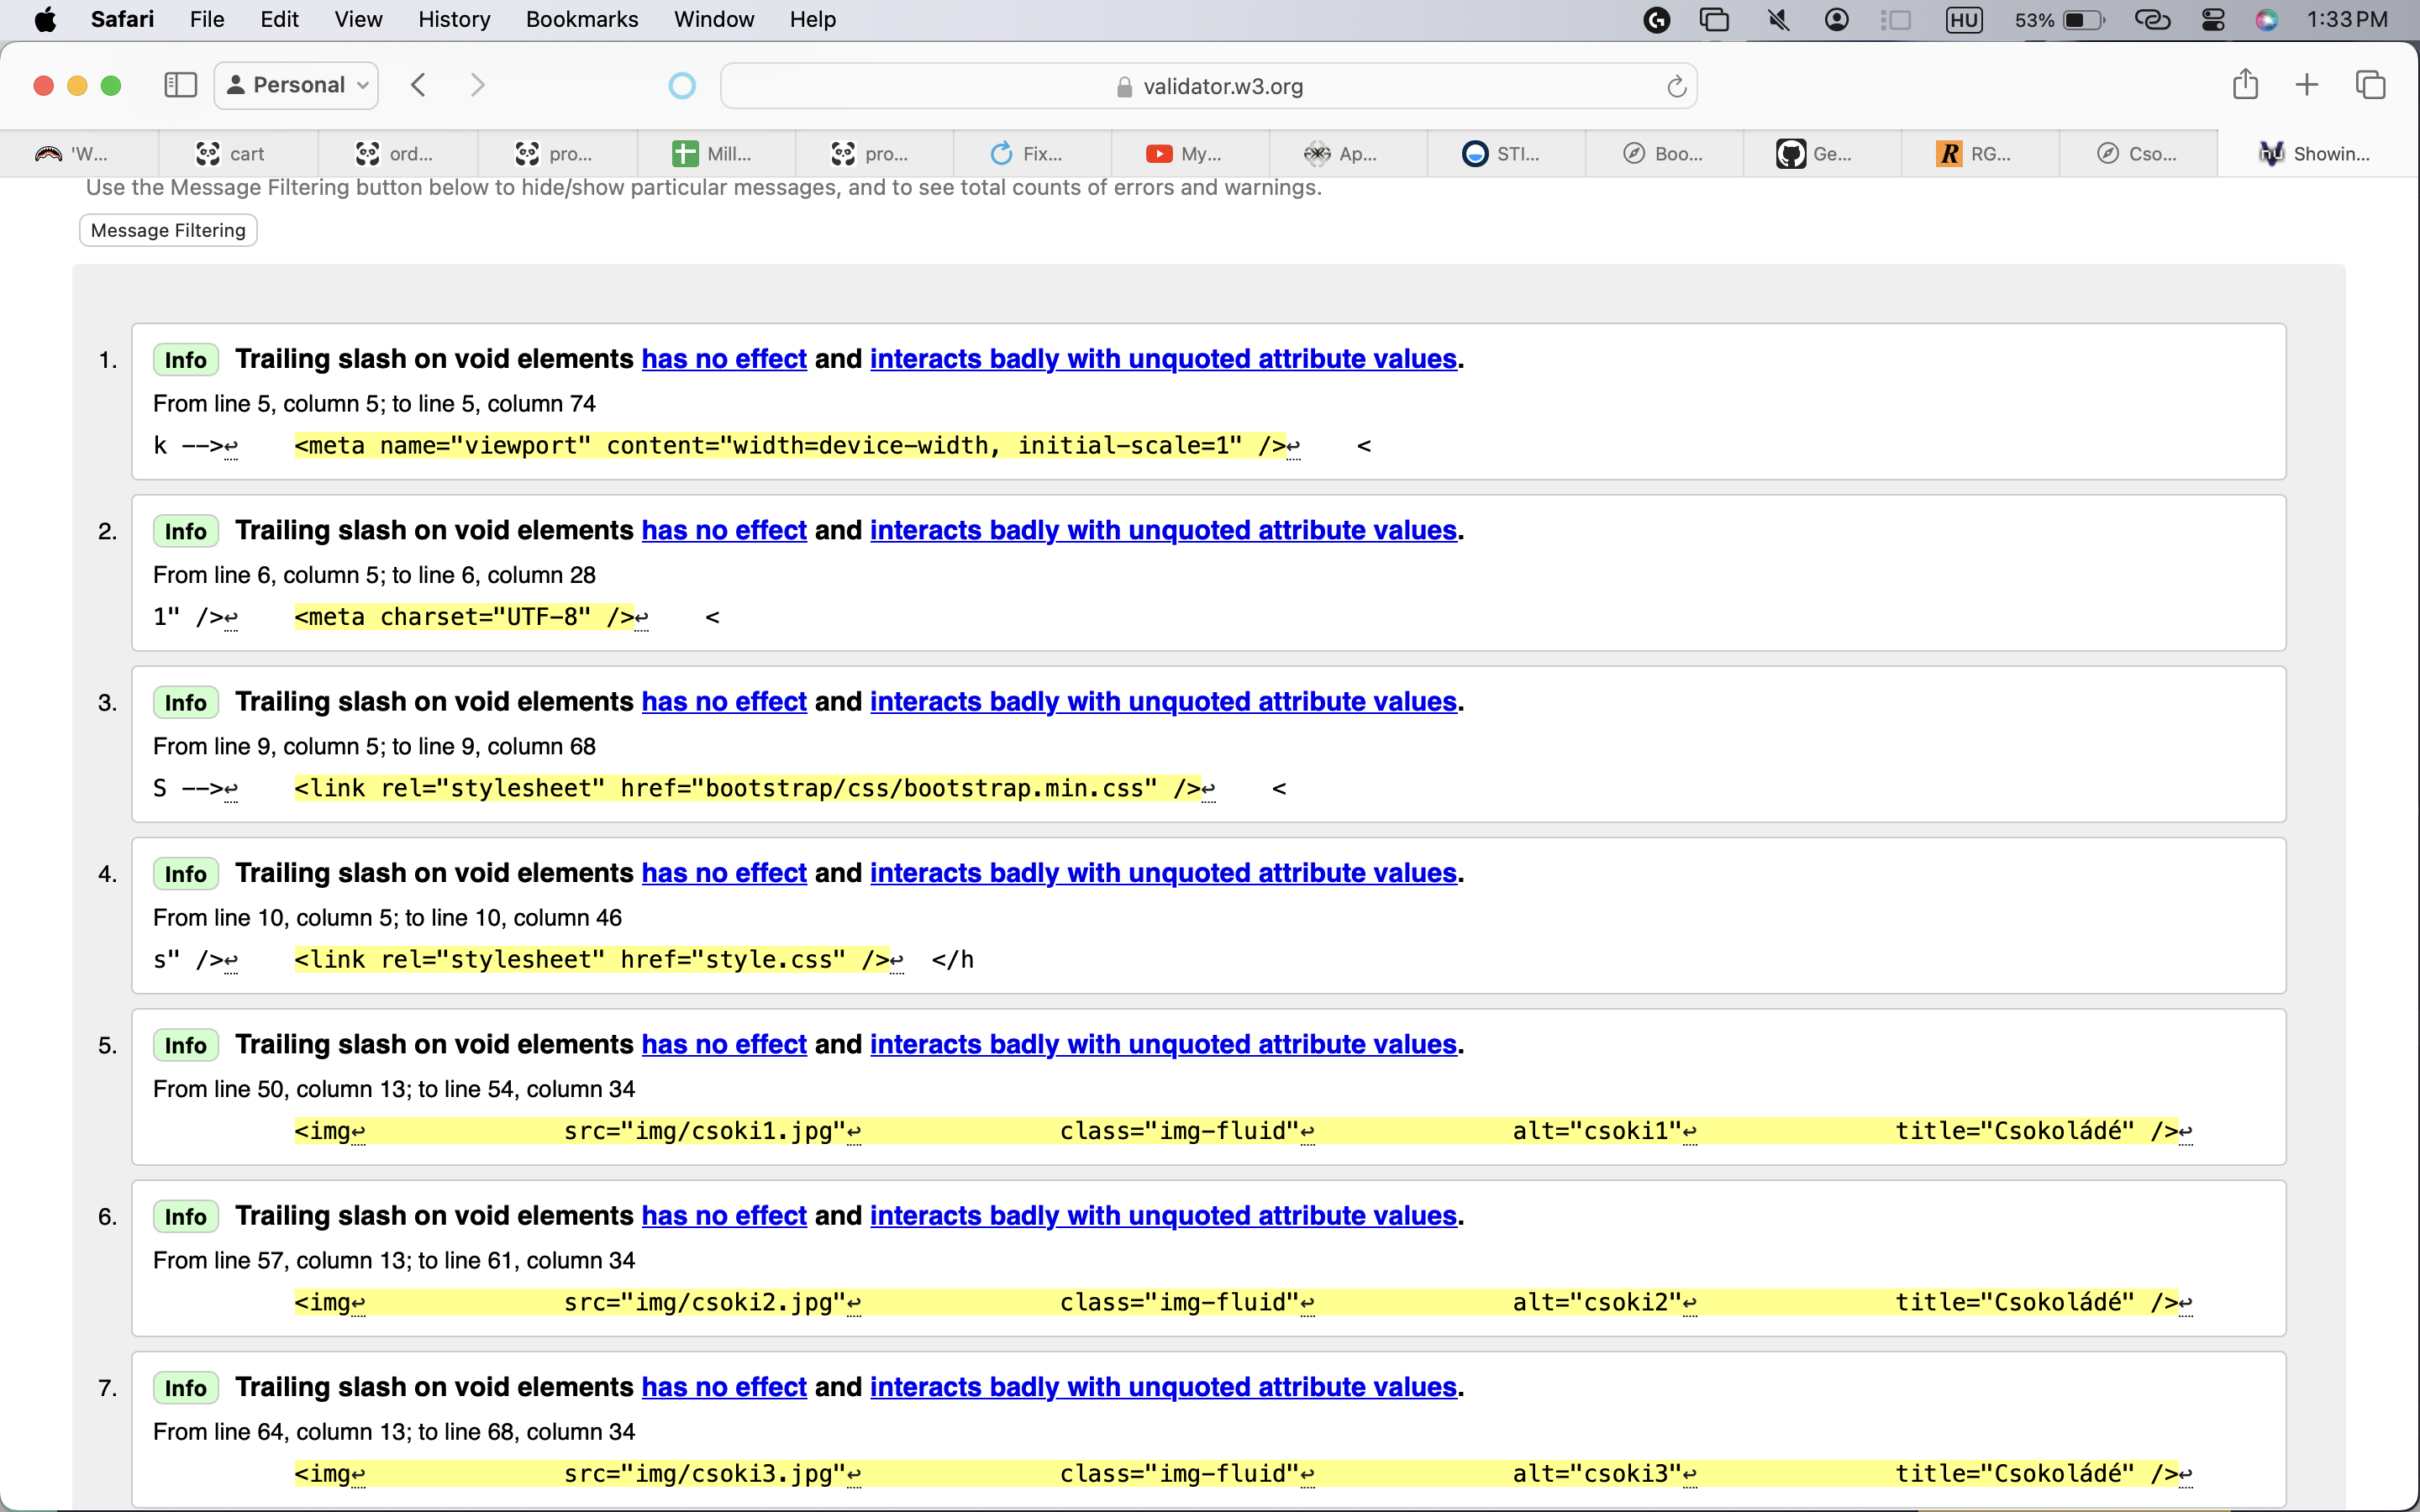 Safari File Edit View History Bookmarks Window Help HU 53% 1:33 PM
Personal validator.w3.org
'W... cart ord... pro... Mill... pro... Fix... My... Ap... STI... Boo... Ge... RG... Cso... Showin...
Use the Message Filtering button below to hide/show particular messages, and to see total counts of errors and warnings.
Message Filtering
1. Info Trailing slash on void elements has no effect and interacts badly with unquoted attribute values.
From line 5, column 5; to line 5, column 74
k -->↩ <meta name="viewport" content="width=device-width, initial-scale=1" />↩ <
2. Info Trailing slash on void elements has no effect and interacts badly with unquoted attribute values.
From line 6, column 5; to line 6, column 28
1" />↩ <meta charset="UTF-8" />↩ <
3. Info Trailing slash on void elements has no effect and interacts badly with unquoted attribute values.
From line 9, column 5; to line 9, column 68
S -->↩ <link rel="stylesheet" href="bootstrap/css/bootstrap.min.css" />↩ <
4. Info Trailing slash on void elements has no effect and interacts badly with unquoted attribute values.
From line 10, column 5; to line 10, column 46
s" />↩ <link rel="stylesheet" href="style.css" />↩ </h
5. Info Trailing slash on void elements has no effect and interacts badly with unquoted attribute values.
From line 50, column 13; to line 54, column 34
<img↩ src="img/csoki1.jpg"↩ class="img-fluid"↩ alt="csoki1"↩ title="Csokoládé" />↩
6. Info Trailing slash on void elements has no effect and interacts badly with unquoted attribute values.
From line 57, column 13; to line 61, column 34
<img↩ src="img/csoki2.jpg"↩ class="img-fluid"↩ alt="csoki2"↩ title="Csokoládé" />↩
7. Info Trailing slash on void elements has no effect and interacts badly with unquoted attribute values.
From line 64, column 13; to line 68, column 34
<img↩ src="img/csoki3.jpg"↩ class="img-fluid"↩ alt="csoki3"↩ title="Csokoládé" />↩